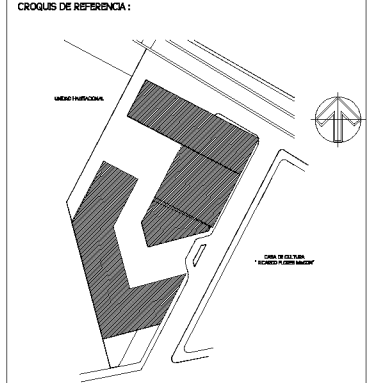 CROQUIS DE REFERENCIA :
UNIDAD HABITACIONAL
CASA DE CULTURA
" RICARDO FLORES MAGON"